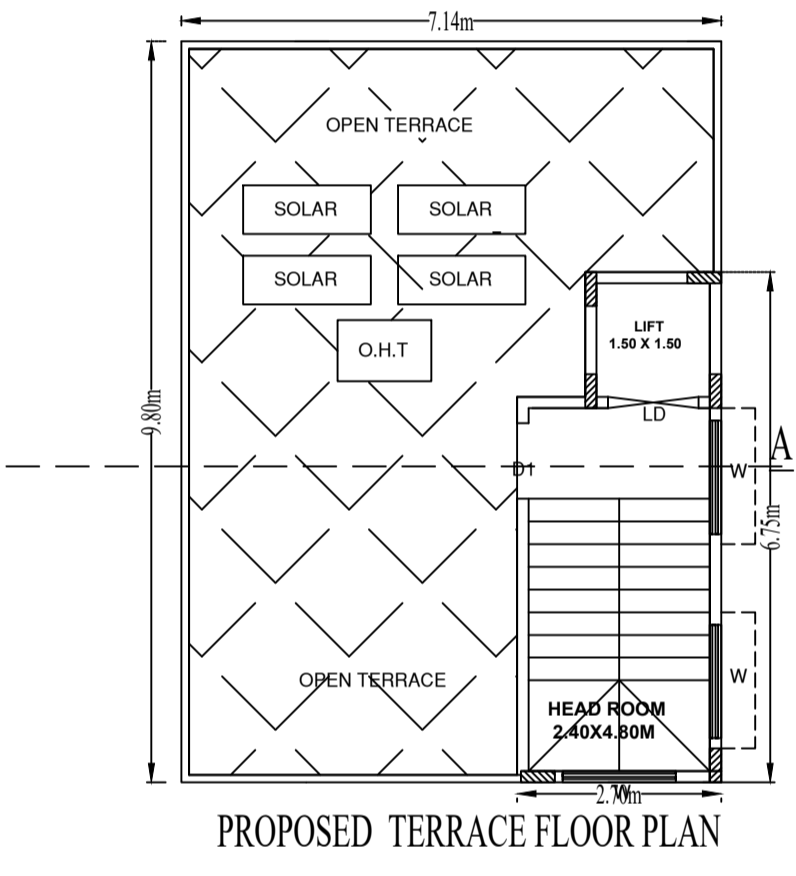 7.14m
OPEN TERRACE
SOLAR
SOLAR
SOLAR
SOLAR
LIFT
1.50 X 1.50
O.H.T
9.80m
LD
A
D1
W
6.75m
W
OPEN TERRACE
HEAD ROOM
2.40X4.80M
2.70m
W
PROPOSED TERRACE FLOOR PLAN